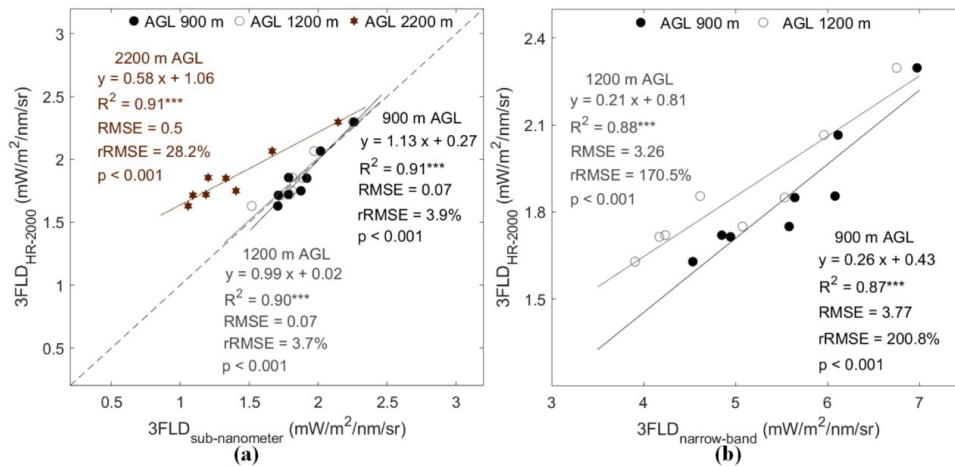 AGL 900 m AGL 1200 m AGL 2200 m
3
2.5
2
1.5
1
0.5
3FLD_HR-2000 (mW/m²/nm/sr)
2200 m AGL
y = 0.58 x + 1.06
R² = 0.91***
RMSE = 0.5
rRMSE = 28.2%
p < 0.001
900 m AGL
y = 1.13 x + 0.27
R² = 0.91***
RMSE = 0.07
rRMSE = 3.9%
p < 0.001
1200 m AGL
y = 0.99 x + 0.02
R² = 0.90***
RMSE = 0.07
rRMSE = 3.7%
p < 0.001
0.5 1 1.5 2 2.5 3
3FLD_sub-nanometer (mW/m²/nm/sr)
(a)
AGL 900 m AGL 1200 m
2.4
2.1
1.8
1.5
3FLD_HR-2000 (mW/m²/nm/sr)
1200 m AGL
y = 0.21 x + 0.81
R² = 0.88***
RMSE = 3.26
rRMSE = 170.5%
p < 0.001
900 m AGL
y = 0.26 x + 0.43
R² = 0.87***
RMSE = 3.77
rRMSE = 200.8%
p < 0.001
3 4 5 6 7
3FLD_narrow-band (mW/m²/nm/sr)
(b)